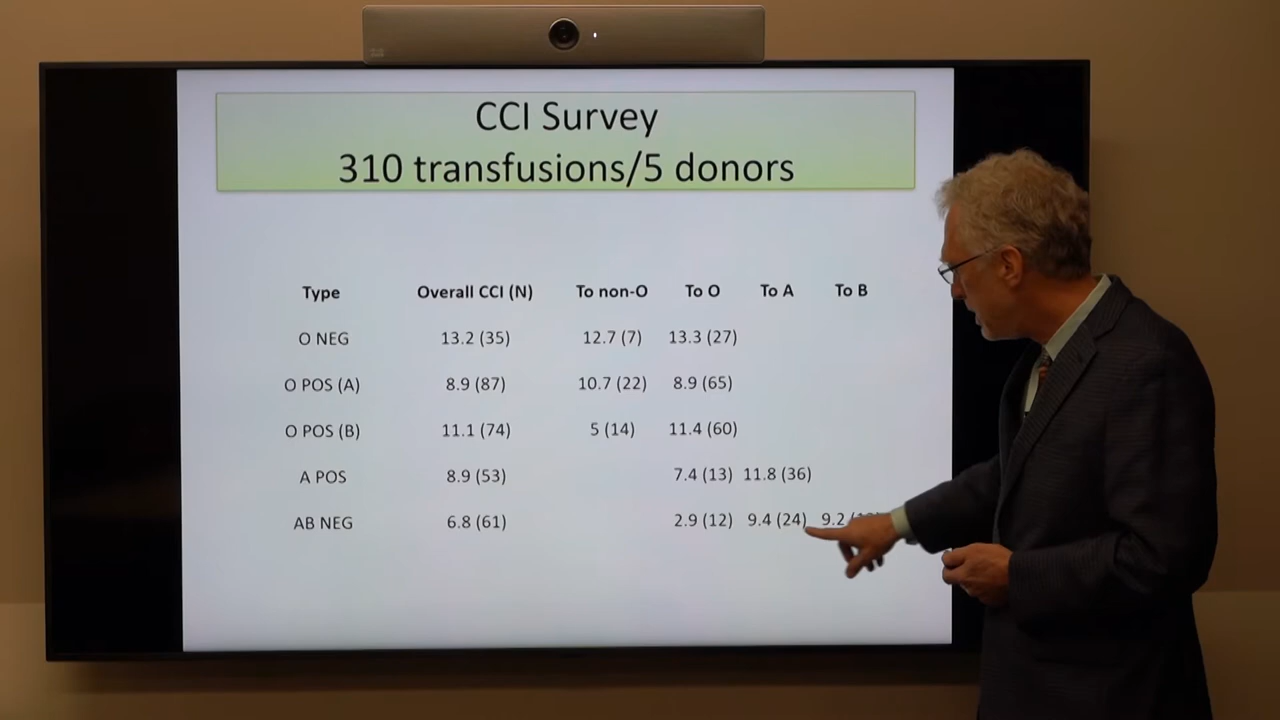 CCI Survey
310 transfusions/5 donors
Type Overall CCI (N) To non-O To O To A To B
O NEG 13.2 (35) 12.7 (7) 13.3 (27)
O POS (A) 8.9 (87) 10.7 (22) 8.9 (65)
O POS (B) 11.1 (74) 5 (14) 11.4 (60)
A POS 8.9 (53) 7.4 (13) 11.8 (36)
AB NEG 6.8 (61) 2.9 (12) 9.4 (24) 9.2